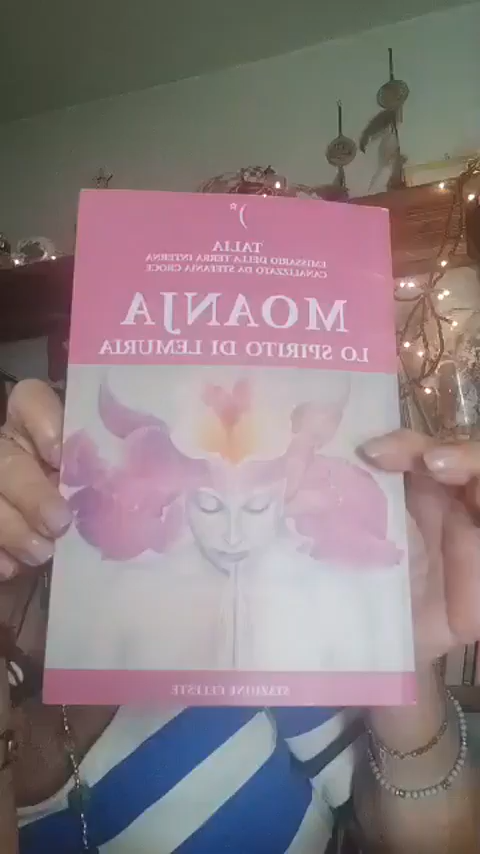 TALIA
EMISSARIO DELLA TERRA INTERNA
CANALIZZATO DA STEFANIA CROCE
MOANJA
LO SPIRITO DI LEMURIA
STAZIONE CELESTE